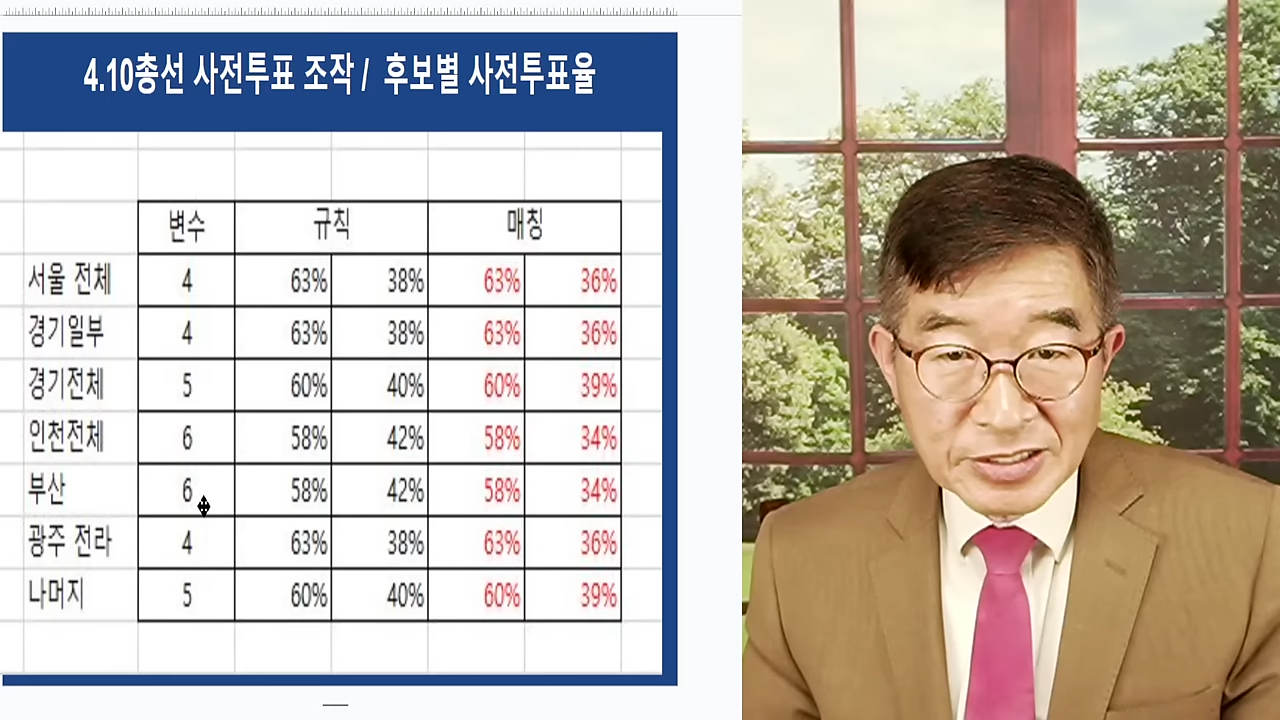 4.10총선 사전투표 조작 / 후보별 사전투표율
변수 규칙 매칭
서울 전체 4 63% 38% 63% 36%
경기일부 4 63% 38% 63% 36%
경기전체 5 60% 40% 60% 39%
인천전체 6 58% 42% 58% 34%
부산 6 58% 42% 58% 34%
광주 전라 4 63% 38% 63% 36%
나머지 5 60% 40% 60% 39%